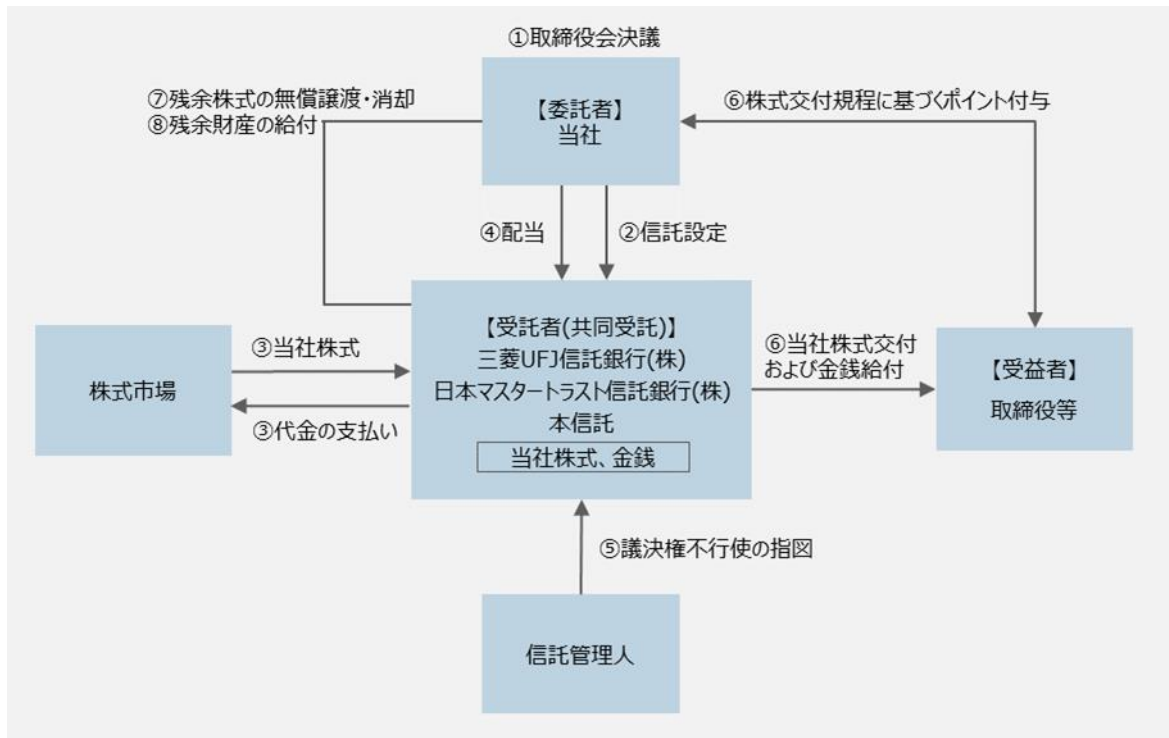 ①取締役会決議
⑦残余株式の無償譲渡・消却
⑧残余財産の給付
【委託者】
当社
⑥株式交付規程に基づくポイント付与
④配当
②信託設定
株式市場
③当社株式
③代金の支払い
【受託者(共同受託)】
三菱UFJ信託銀行(株)
日本マスタートラスト信託銀行(株)
本信託
当社株式、金銭
⑥当社株式交付
および金銭給付
【受益者】
取締役等
⑤議決権不行使の指図
信託管理人